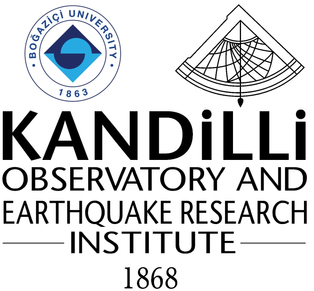 BOĞAZİÇİ UNIVERSITY
1863
KANDiLLi
OBSERVATORY AND
EARTHQUAKE RESEARCH
INSTITUTE
1868